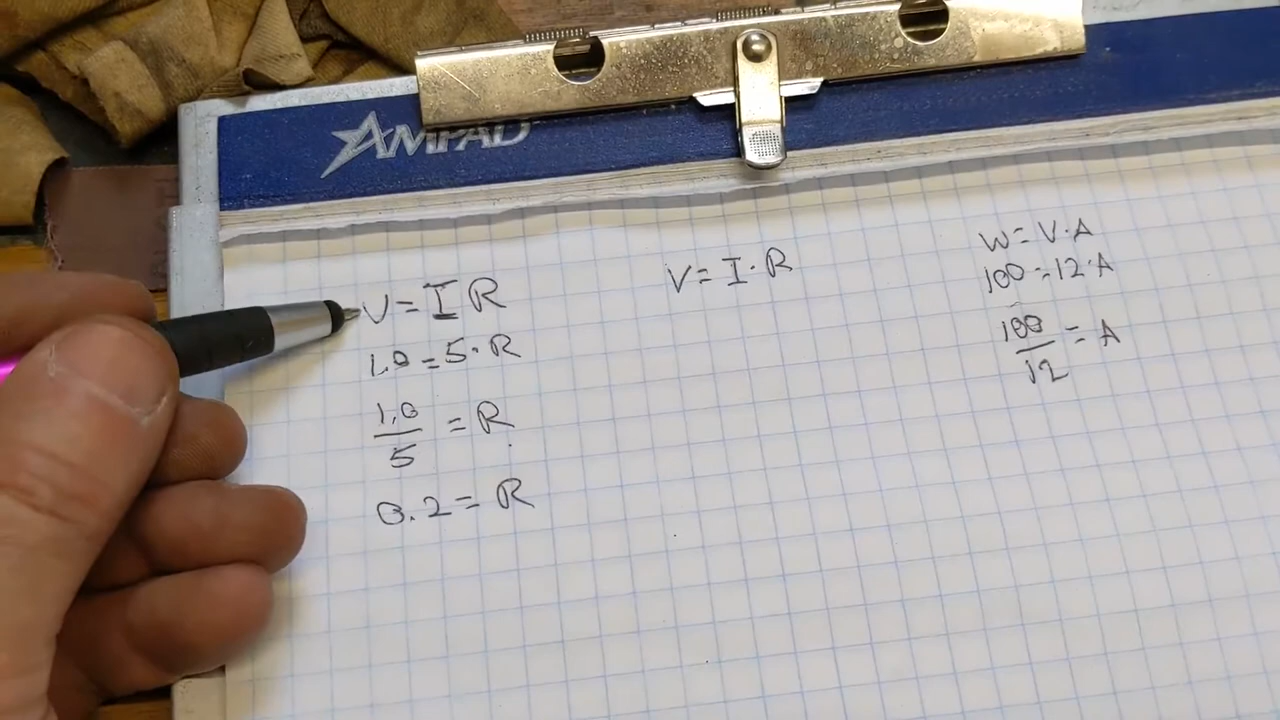 AMPAD
V = I R
1.0 = 5 · R
1.0
5
= R
0.2 = R
V = I · R
W = V · A
100 = 12 · A
100
12
= A